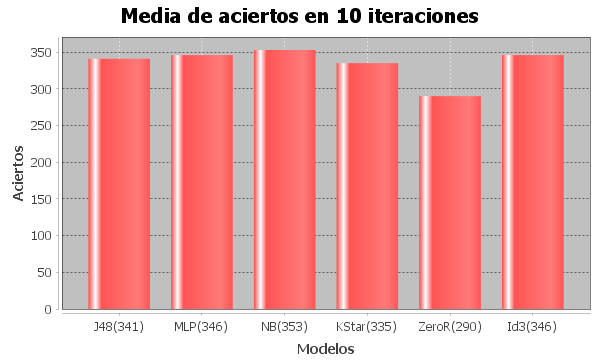 Media de aciertos en 10 iteraciones
350
300
250
200
150
100
50
0
Aciertos
J48(341) MLP(346) NB(353) KStar(335) ZeroR(290) Id3(346)
Modelos